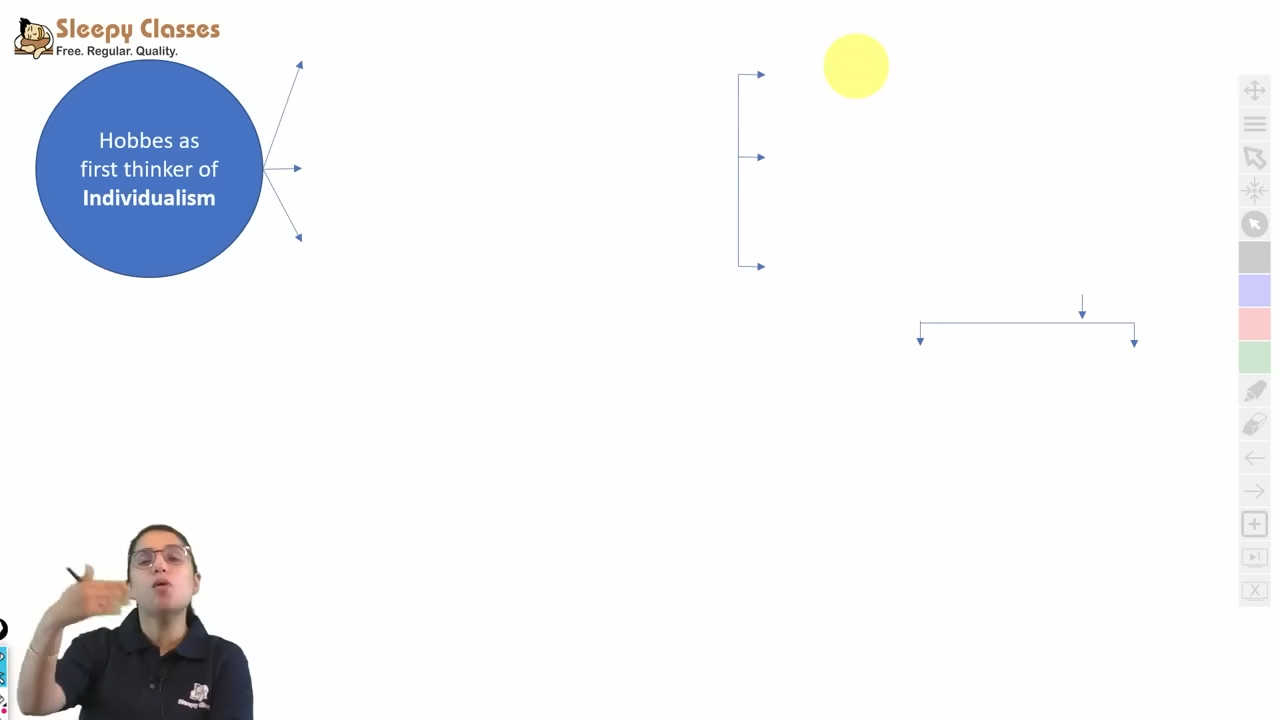 Sleepy Classes
Free. Regular. Quality.
Hobbes as
first thinker of
Individualism